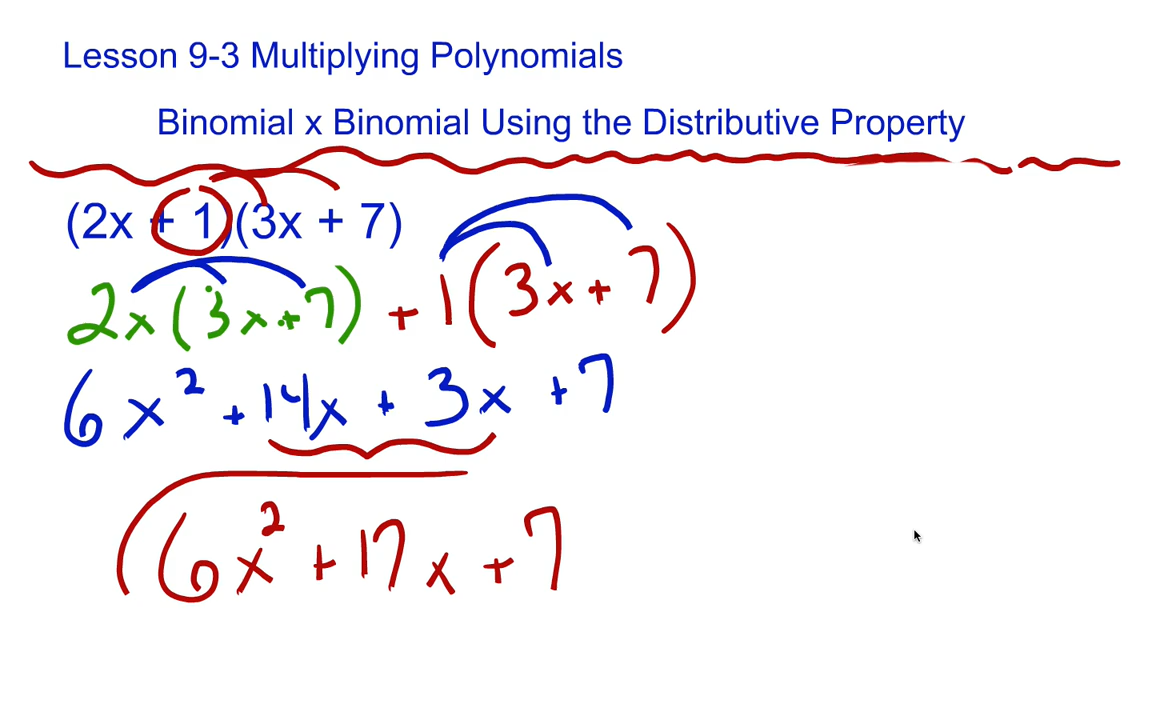 Lesson 9-3 Multiplying Polynomials
Binomial x Binomial Using the Distributive Property
(2x + 1)(3x + 7)
2x(3x+7) + 1(3x + 7)
6x² + 14x + 3x + 7
6x² + 17x + 7